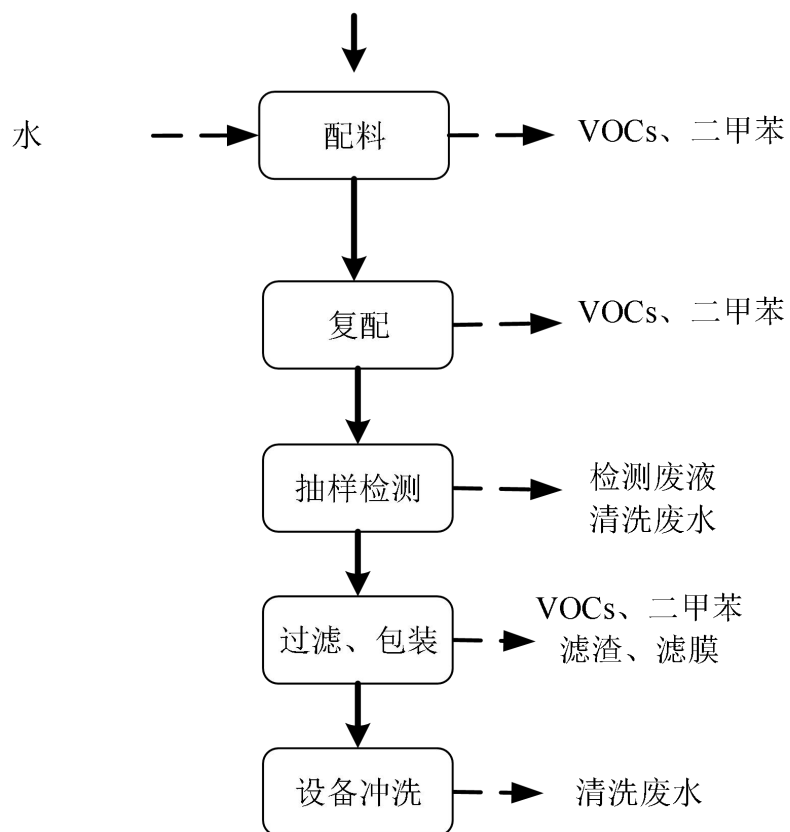 水
配料
VOCs、二甲苯
复配
VOCs、二甲苯
抽样检测
检测废液
清洗废水
过滤、包装
VOCs、二甲苯
滤渣、滤膜
设备冲洗
清洗废水